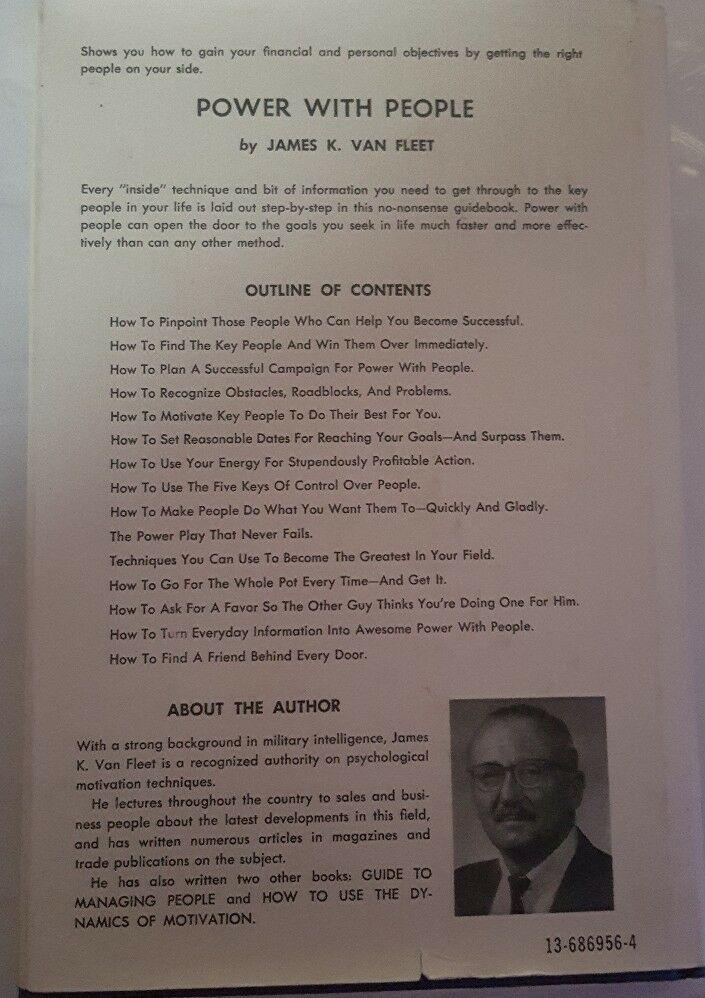 Shows you how to gain your financial and personal objectives by getting the right
people on your side.
POWER WITH PEOPLE
by JAMES K. VAN FLEET
Every "inside" technique and bit of information you need to get through to the key
people in your life is laid out step-by-step in this no-nonsense guidebook. Power with
people can open the door to the goals you seek in life much faster and more effec-
tively than can any other method.
OUTLINE OF CONTENTS
How To Pinpoint Those People Who Can Help You Become Successful.
How To Find The Key People And Win Them Over Immediately.
How To Plan A Successful Campaign For Power With People.
How To Recognize Obstacles, Roadblocks, And Problems.
How To Motivate Key People To Do Their Best For You.
How To Set Reasonable Dates For Reaching Your Goals—And Surpass Them.
How To Use Your Energy For Stupendously Profitable Action.
How To Use The Five Keys Of Control Over People.
How To Make People Do What You Want Them To—Quickly And Gladly.
The Power Play That Never Fails.
Techniques You Can Use To Become The Greatest In Your Field.
How To Go For The Whole Pot Every Time—And Get It.
How To Ask For A Favor So The Other Guy Thinks You're Doing One For Him.
How To Turn Everyday Information Into Awesome Power With People.
How To Find A Friend Behind Every Door.
ABOUT THE AUTHOR
With a strong background in military intelligence, James
K. Van Fleet is a recognized authority on psychological
motivation techniques.
He lectures throughout the country to sales and busi-
ness people about the latest developments in this field,
and has written numerous articles in magazines and
trade publications on the subject.
He has also written two other books: GUIDE TO
MANAGING PEOPLE and HOW TO USE THE DY-
NAMICS OF MOTIVATION.
13-686956-4